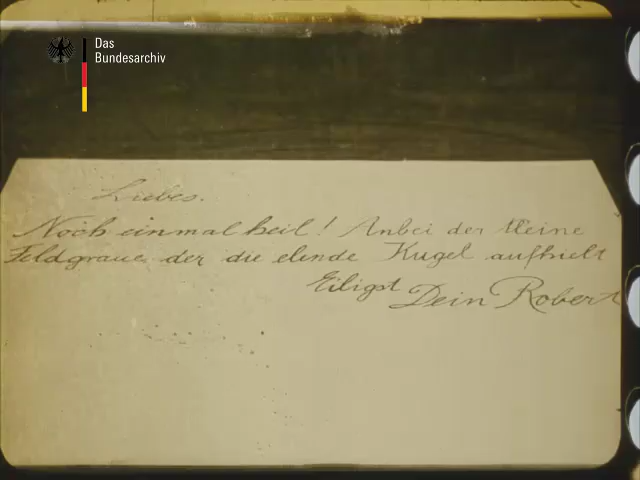 Das
Bundesarchiv
Liebes.
Noch einmal heil! Anbei der kleine
Feldgraue der die elende Kugel aufhielt
Eiligst Dein Robert